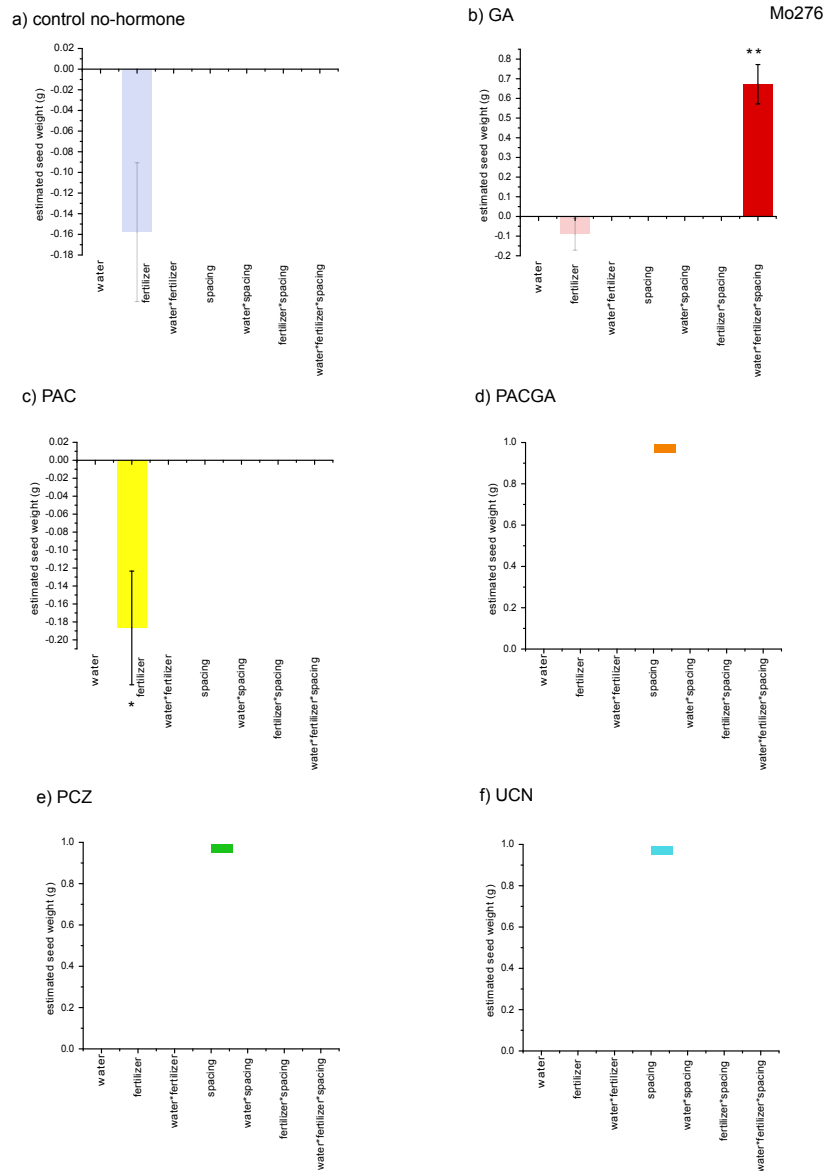 a) control no-hormone
b) GA
Mo276
0.02
0.00
-0.02
-0.04
-0.06
-0.08
-0.10
-0.12
-0.14
-0.16
-0.18
estimated seed weight (g)
water
fertilizer
water*fertilizer
spacing
water*spacing
fertilizer*spacing
water*fertilizer*spacing
**
0.8
0.7
0.6
0.5
0.4
0.3
0.2
0.1
0.0
-0.1
-0.2
estimated seed weight (g)
water
fertilizer
water*fertilizer
spacing
water*spacing
fertilizer*spacing
water*fertilizer*spacing
c) PAC
d) PACGA
0.02
0.00
-0.02
-0.04
-0.06
-0.08
-0.10
-0.12
-0.14
-0.16
-0.18
-0.20
estimated seed weight (g)
water
*
fertilizer
water*fertilizer
spacing
water*spacing
fertilizer*spacing
water*fertilizer*spacing
1.0
0.8
0.6
0.4
0.2
0.0
estimated seed weight (g)
water
fertilizer
water*fertilizer
spacing
water*spacing
fertilizer*spacing
water*fertilizer*spacing
e) PCZ
f) UCN
1.0
0.8
0.6
0.4
0.2
0.0
estimated seed weight (g)
water
fertilizer
water*fertilizer
spacing
water*spacing
fertilizer*spacing
water*fertilizer*spacing
1.0
0.8
0.6
0.4
0.2
0.0
estimated seed weight (g)
water
fertilizer
water*fertilizer
spacing
water*spacing
fertilizer*spacing
water*fertilizer*spacing